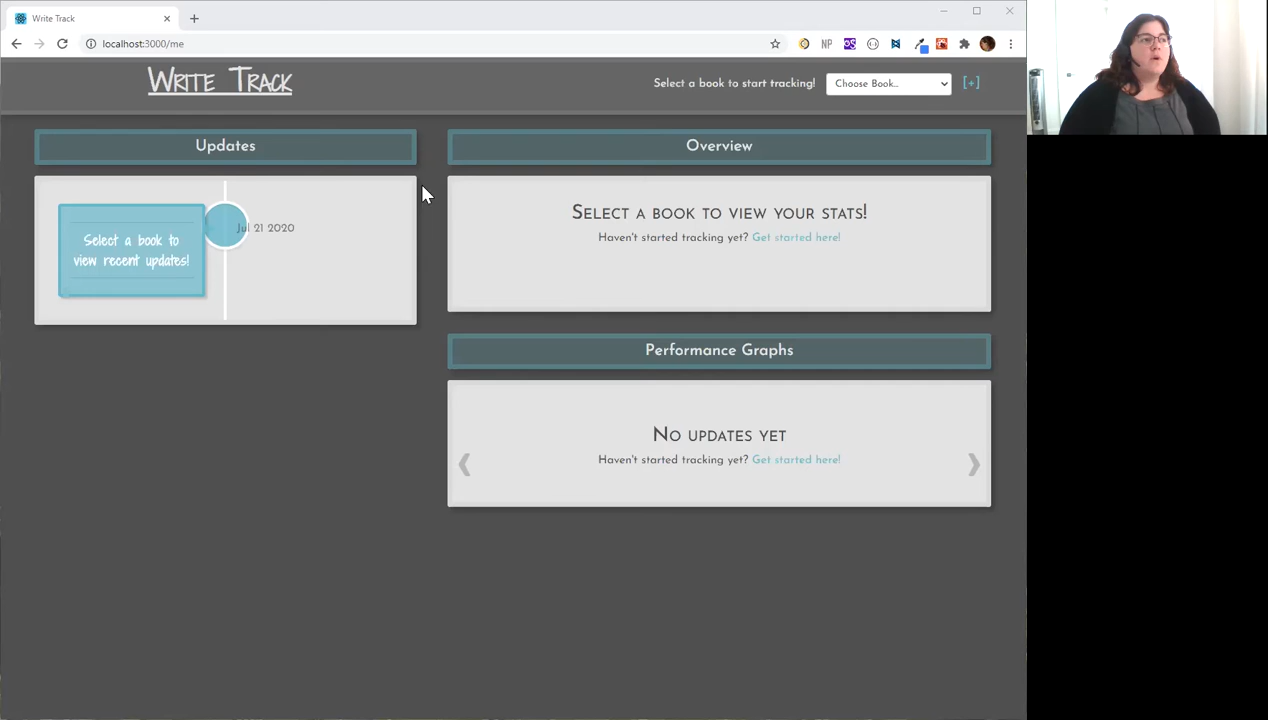 Write Track
localhost:3000/me
NP
Write Track
Select a book to start tracking!
Choose Book...
[+]
Updates
Select a book to
view recent updates!
Jul 21 2020
Overview
Select a book to view your stats!
Haven't started tracking yet? Get started here!
Performance Graphs
No updates yet
Haven't started tracking yet? Get started here!